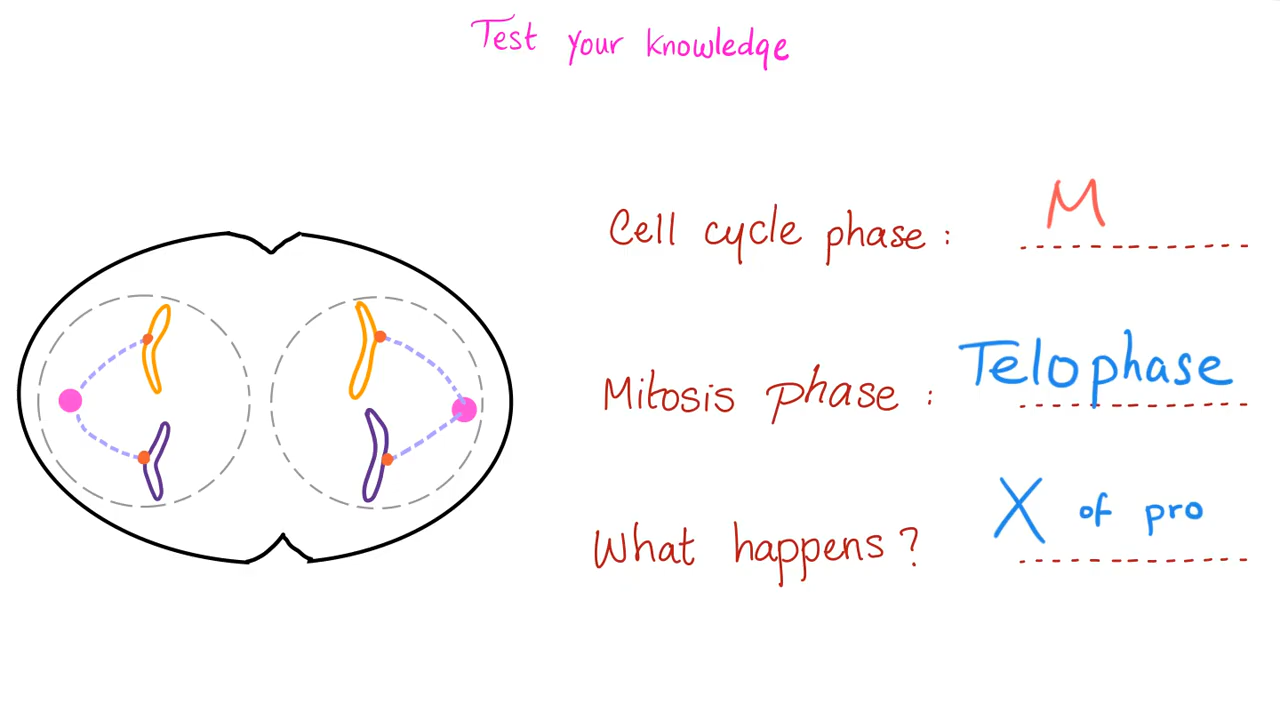 Test your knowledge
Cell cycle phase : M
Mitosis phase : Telophase
What happens? X of pro